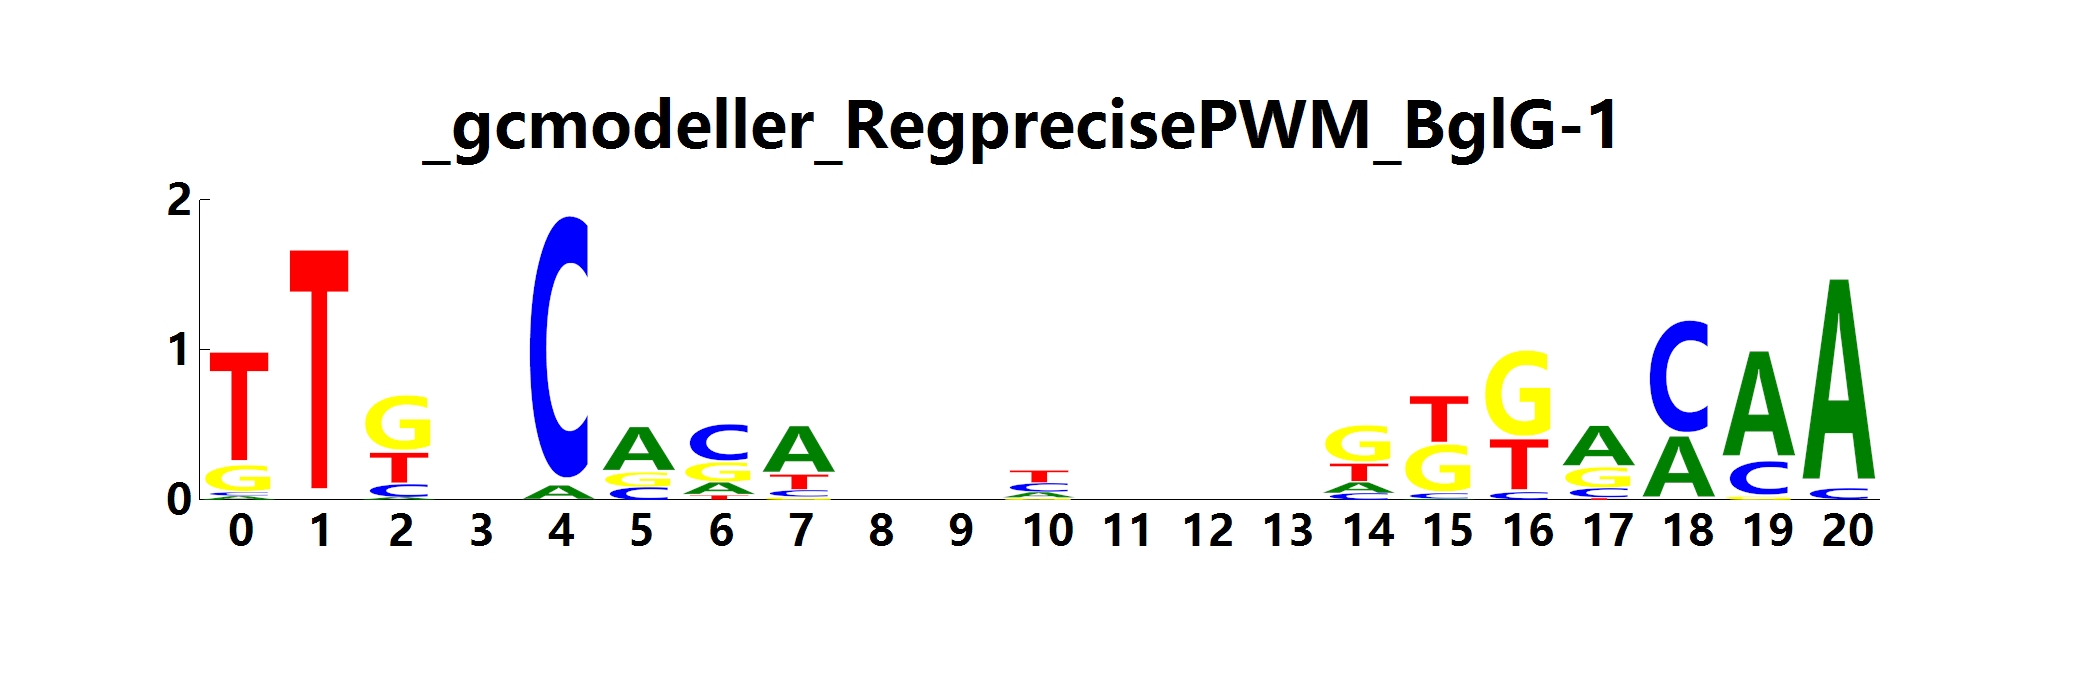 _gcmodeller_RegprecisePWM_BglG-1
2
1
0
T G C A
T
G T C A
C A
A G C
C G A T
A T C
T C A
G T A C
T G C
G T C
A G C
C A
A C
A C
0 1 2 3 4 5 6 7 8 9 10 11 12 13 14 15 16 17 18 19 20